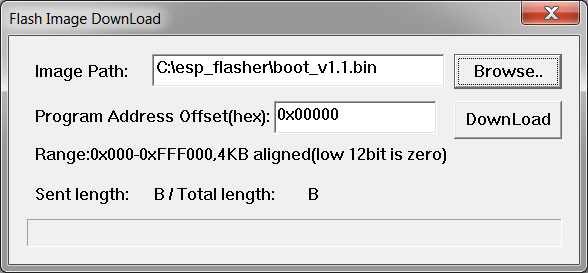 Flash Image DownLoad
Image Path: C:\esp_flasher\boot_v1.1.bin Browse..
Program Address Offset(hex): 0x00000 DownLoad
Range:0x000-0xFFF000,4KB aligned(low 12bit is zero)
Sent length: B / Total length: B